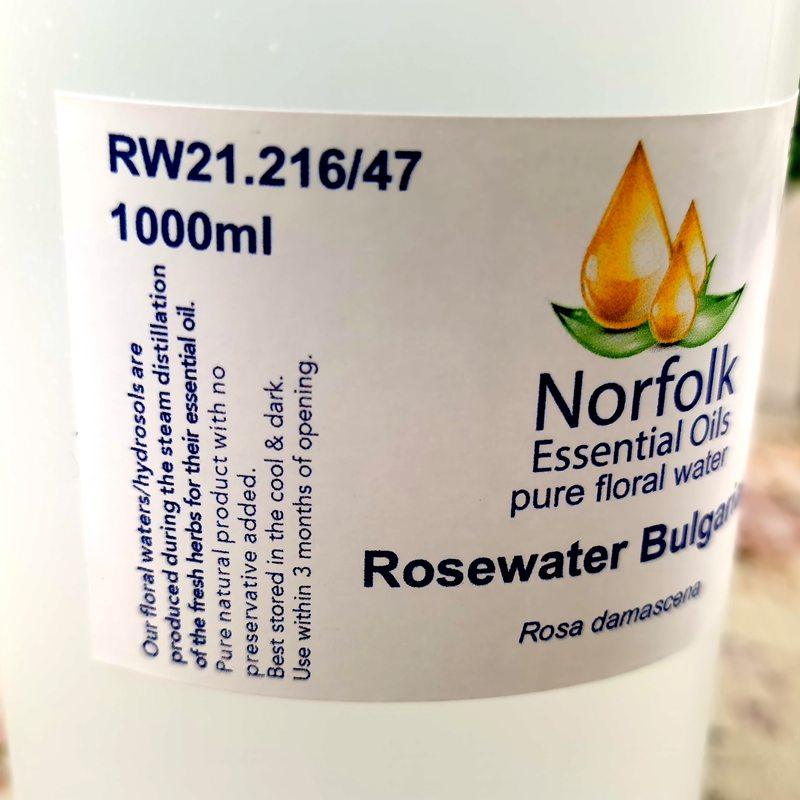 RW21.216/47
1000ml
Our floral waters/hydrosols are
produced during the steam distillation
of the fresh herbs for their essential oil.
Pure natural product with no
preservative added.
Best stored in the cool & dark.
Use within 3 months of opening.
Norfolk
Essential Oils
pure floral water
Rosewater Bulgaria
Rosa damascena